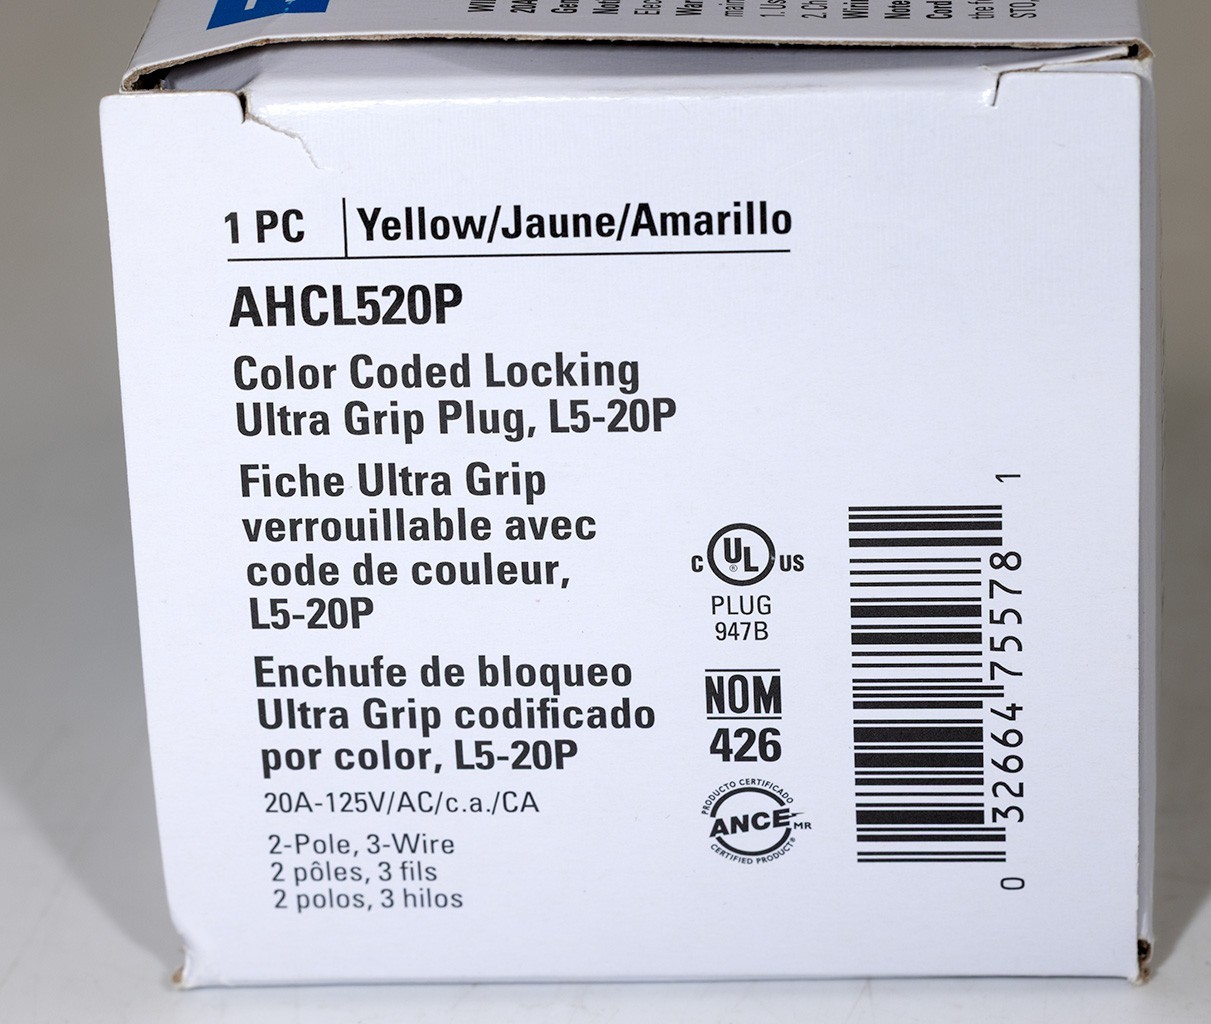 1 PC
Yellow/Jaune/Amarillo
AHCL520P
Color Coded Locking
Ultra Grip Plug, L5-20P
Fiche Ultra Grip
verrouillable avec
code de couleur,
L5-20P
Enchufe de bloqueo
Ultra Grip codificado
por color, L5-20P
20A-125V/AC/c.a./CA
2-Pole, 3-Wire
2 pôles, 3 fils
2 polos, 3 hilos
C UL® US
PLUG
947B
NOM
426
PRODUCTO CERTIFICADO
ANCE MR
CERTIFIED PRODUCT
0 32664 75578 1